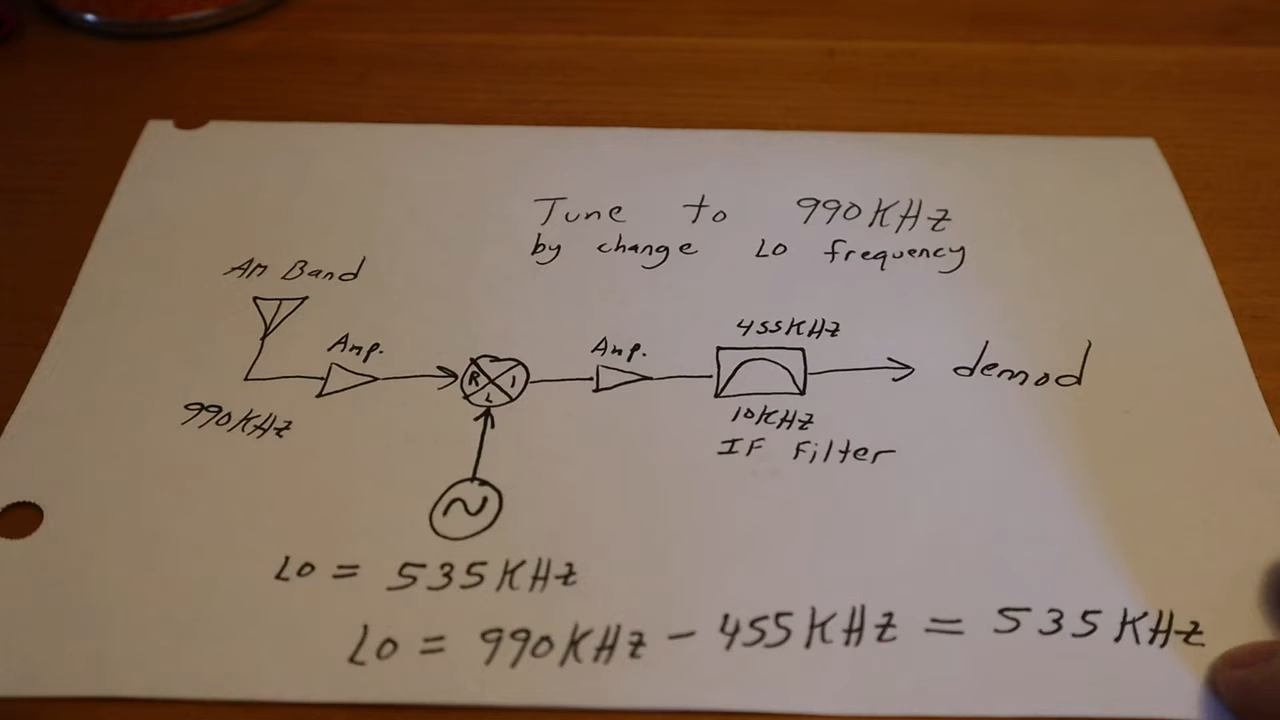 Tune to 990KHz
by change LO frequency
AM Band
Amp.
Amp.
455KHz
R I
L
demod
990KHz
10KHz
IF Filter
LO = 535KHz
LO = 990KHz - 455KHz = 535KHz